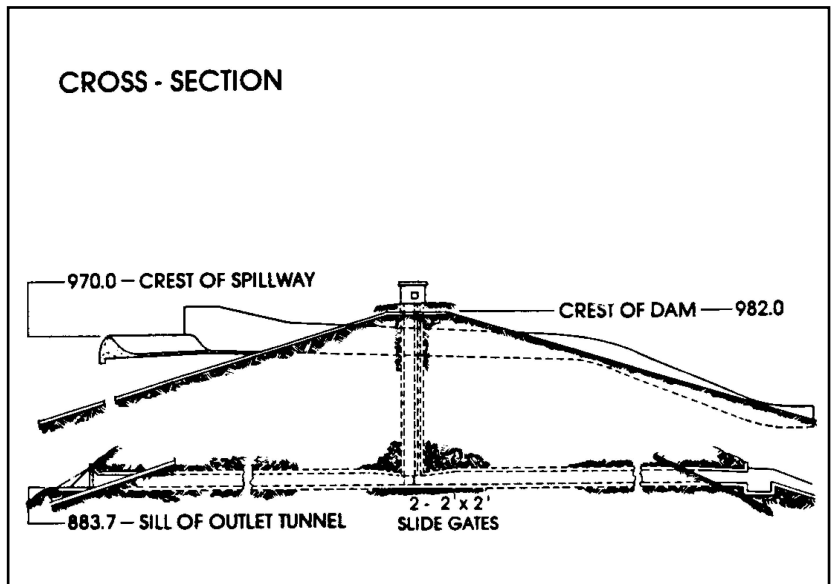 CROSS - SECTION
970.0 – CREST OF SPILLWAY
CREST OF DAM — 982.0
2 - 2' x 2'
SLIDE GATES
883.7 – SILL OF OUTLET TUNNEL